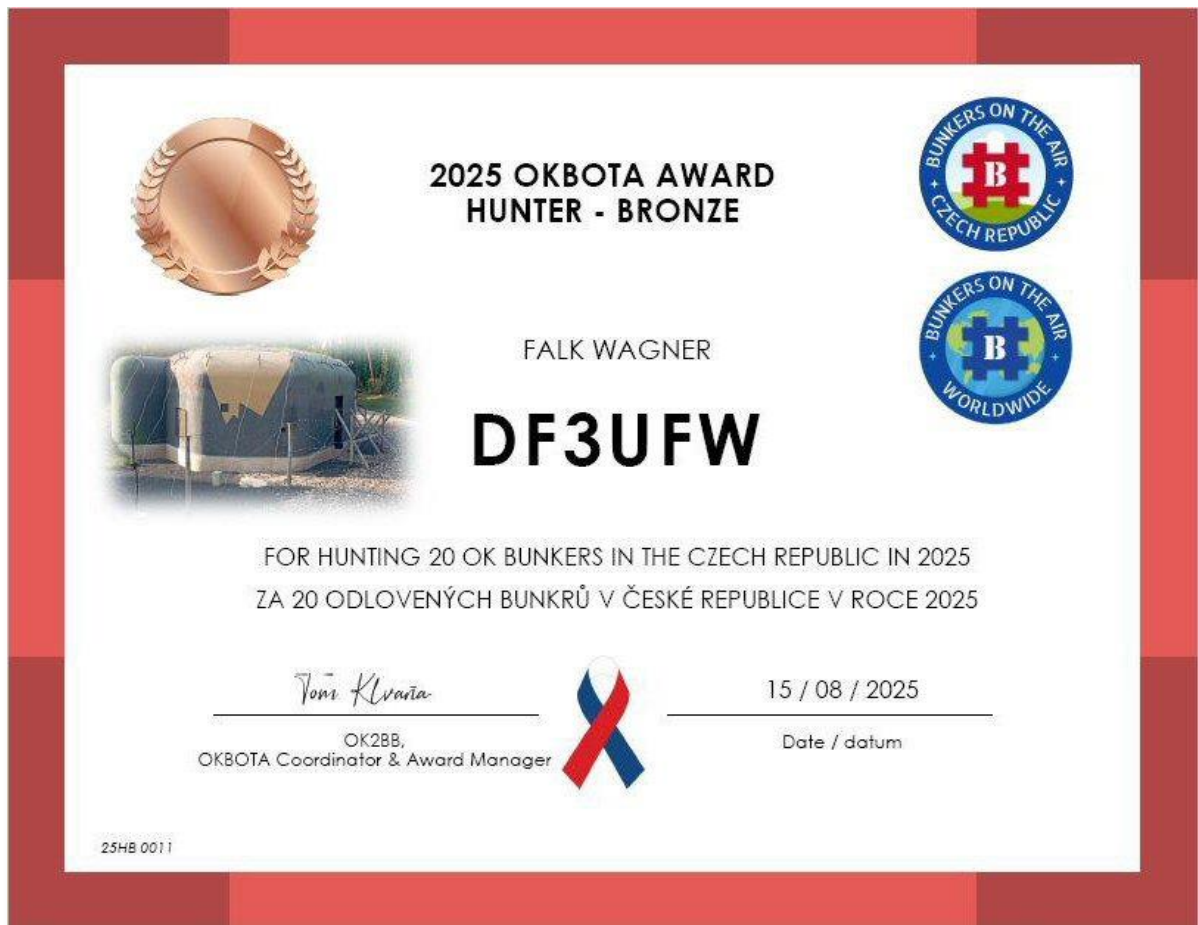 2025 OKBOTA AWARD
HUNTER - BRONZE
BUNKERS ON THE AIR
CZECH REPUBLIC
B
BUNKERS ON THE AIR
WORLDWIDE
B
FALK WAGNER
DF3UFW
FOR HUNTING 20 OK BUNKERS IN THE CZECH REPUBLIC IN 2025
ZA 20 ODLOVENÝCH BUNKRŮ V ČESKÉ REPUBLICE V ROCE 2025
Tomi Klvaňa
15 / 08 / 2025
OK2BB,
OKBOTA Coordinator & Award Manager
Date / datum
25HB 0011